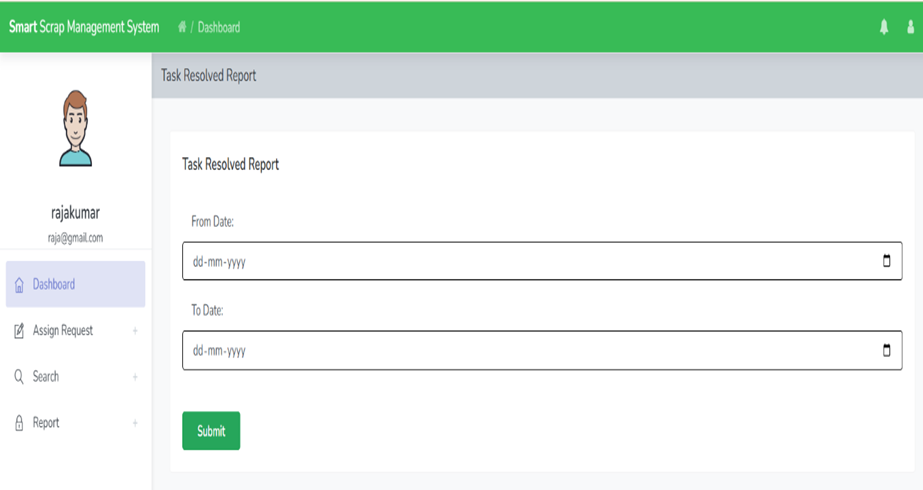 Smart Scrap Management System / Dashboard
Task Resolved Report
rajakumar
raja@gmail.com
Dashboard
Assign Request +
Search +
Report +
Task Resolved Report
From Date:
dd-mm-yyyy
To Date:
dd-mm-yyyy
Submit